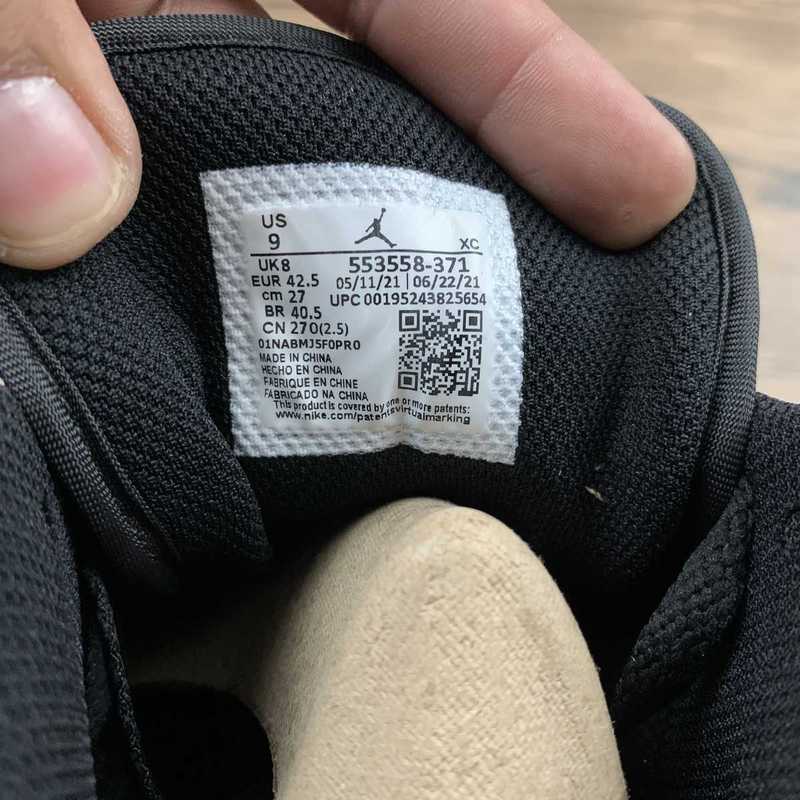 US
9
XC
UK8 553558-371
EUR 42.5 05/11/21 | 06/22/21
cm 27 UPC 00195243825654
BR 40.5
CN 270(2.5)
01NABMJ5F0PR0
MADE IN CHINA
HECHO EN CHINA
FABRIQUE EN CHINE
FABRICADO NA CHINA
This product is covered by one or more patents:
www.nike.com/patentsvirtualmarking